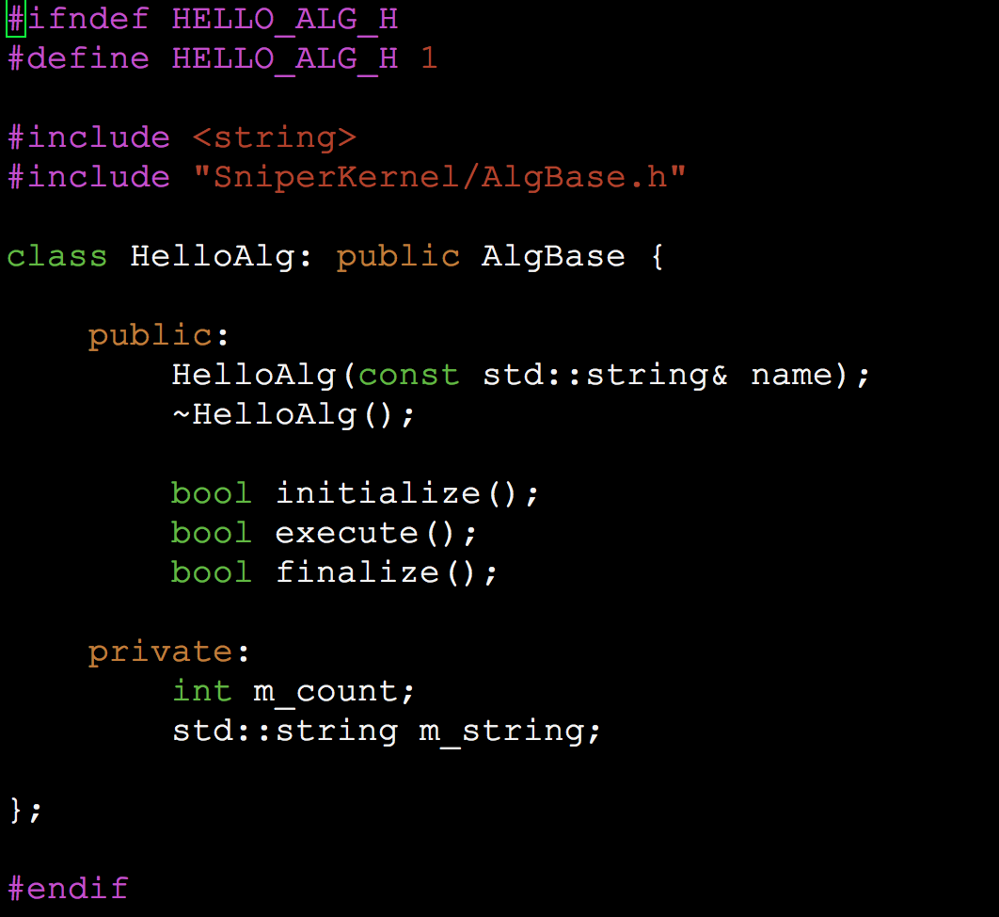 #ifndef HELLO_ALG_H
#define HELLO_ALG_H 1

#include <string>
#include "SniperKernel/AlgBase.h"

class HelloAlg: public AlgBase {

    public:
        HelloAlg(const std::string& name);
        ~HelloAlg();

        bool initialize();
        bool execute();
        bool finalize();

    private:
        int m_count;
        std::string m_string;

};

#endif